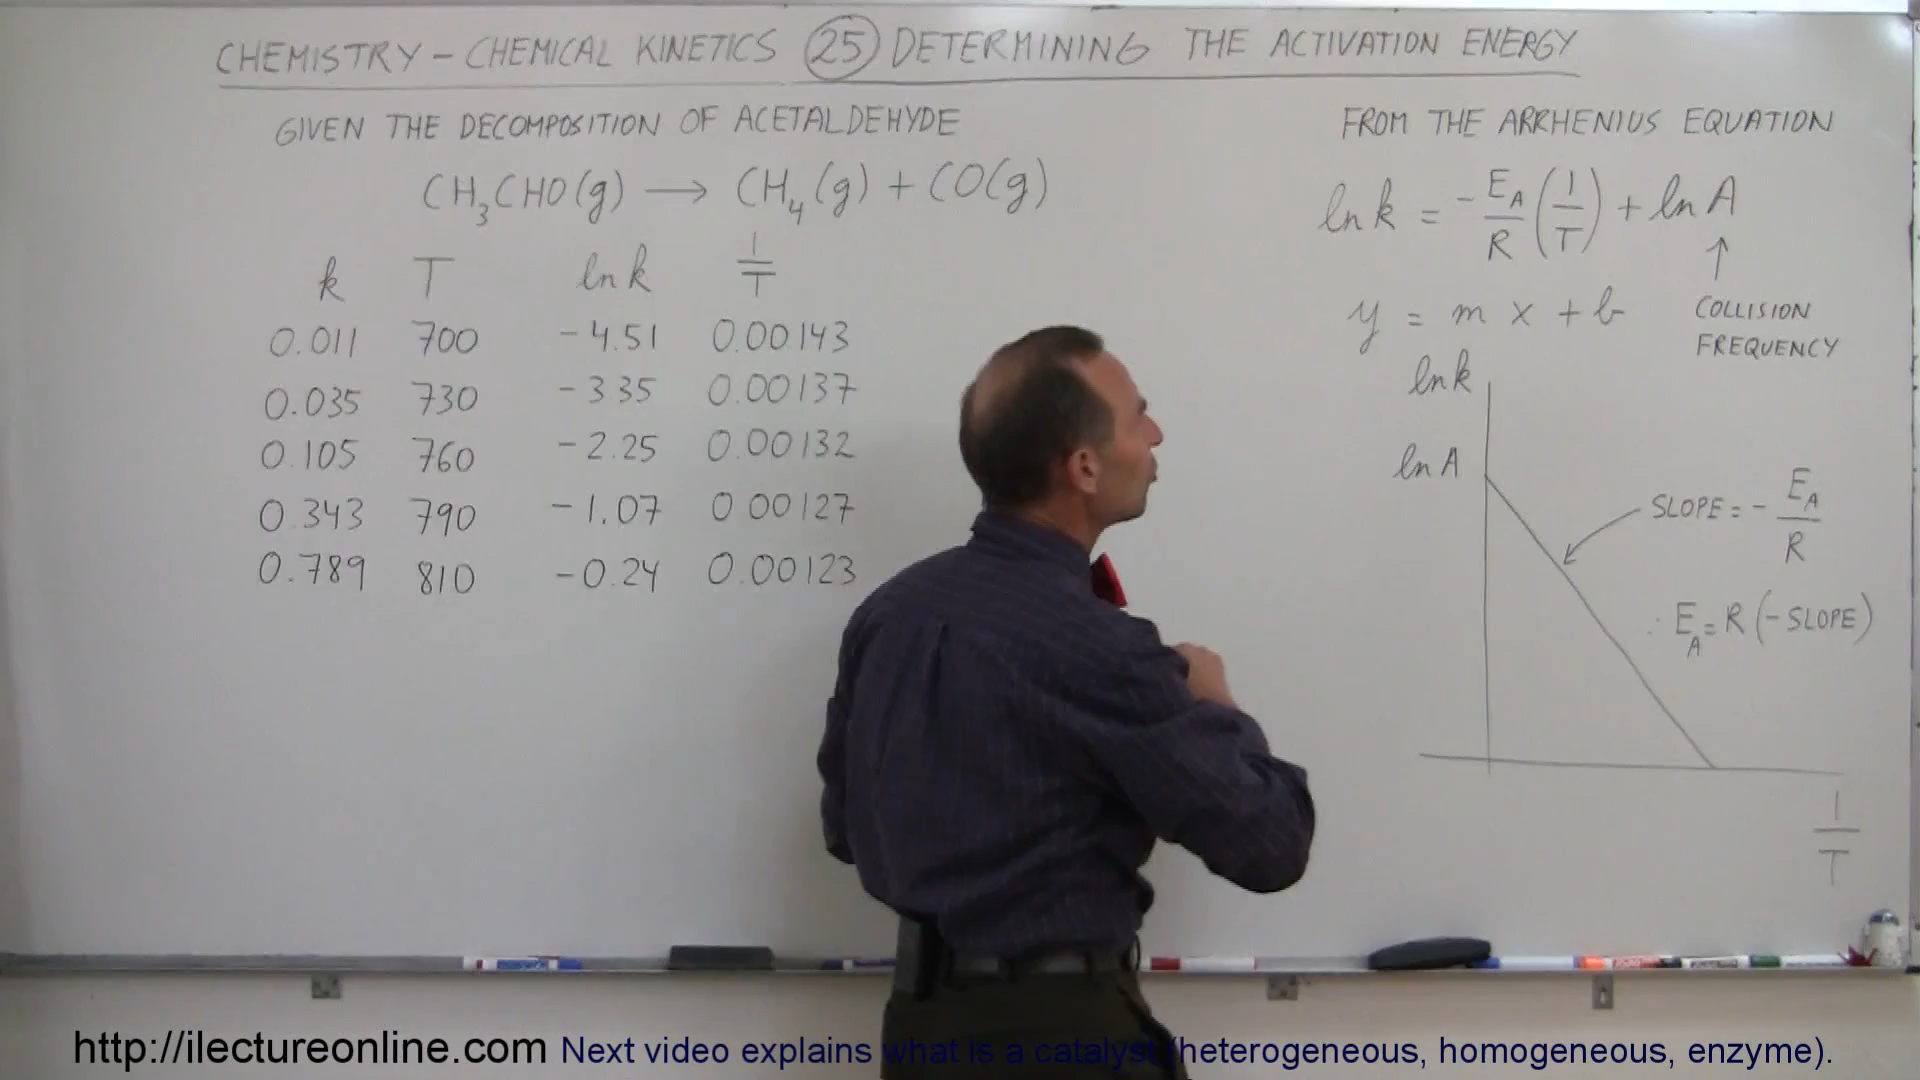 CHEMISTRY – CHEMICAL KINETICS 25 DETERMINING THE ACTIVATION ENERGY
GIVEN THE DECOMPOSITION OF ACETALDEHYDE
CH₃CHO(g) → CH₄(g) + CO(g)
k T ln k 1/T
0.011 700 -4.51 0.00143
0.035 730 -3.35 0.00137
0.105 760 -2.25 0.00132
0.343 790 -1.07 0.00127
0.789 810 -0.24 0.00123
FROM THE ARRHENIUS EQUATION
ln k = -E_A/R (1/T) + ln A
y = m x + b
COLLISION
FREQUENCY
ln k
ln A
SLOPE = -E_A/R
∴ E_A = R (-SLOPE)
1/T
http://ilectureonline.com Next video explains what is a catalyst (heterogeneous, homogeneous, enzyme).